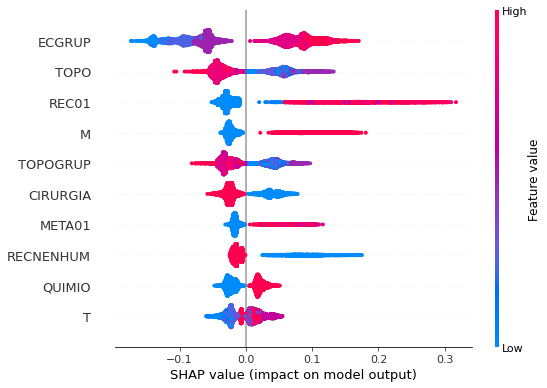 High
ECGRUP
TOPO
REC01
M
TOPOGRUP
CIRURGIA
META01
RECNENHUM
QUIMIO
T
Feature value
Low
−0.1 0.0 0.1 0.2 0.3
SHAP value (impact on model output)